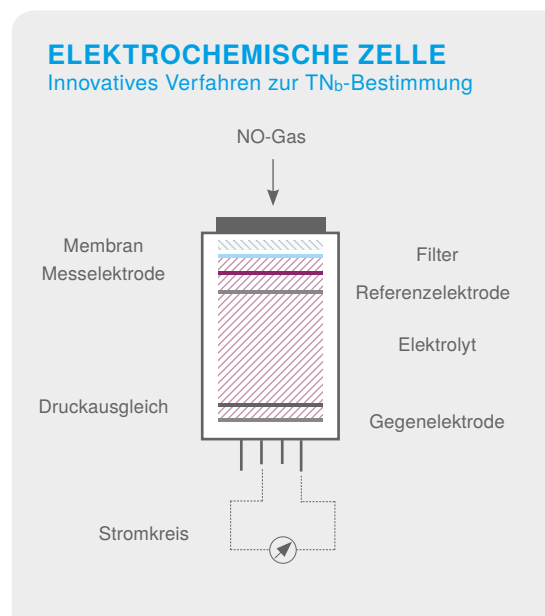 ELEKTROCHEMISCHE ZELLE
Innovatives Verfahren zur TNb-Bestimmung
NO-Gas
Membran
Messelektrode
Filter
Referenzelektrode
Elektrolyt
Druckausgleich
Gegenelektrode
Stromkreis